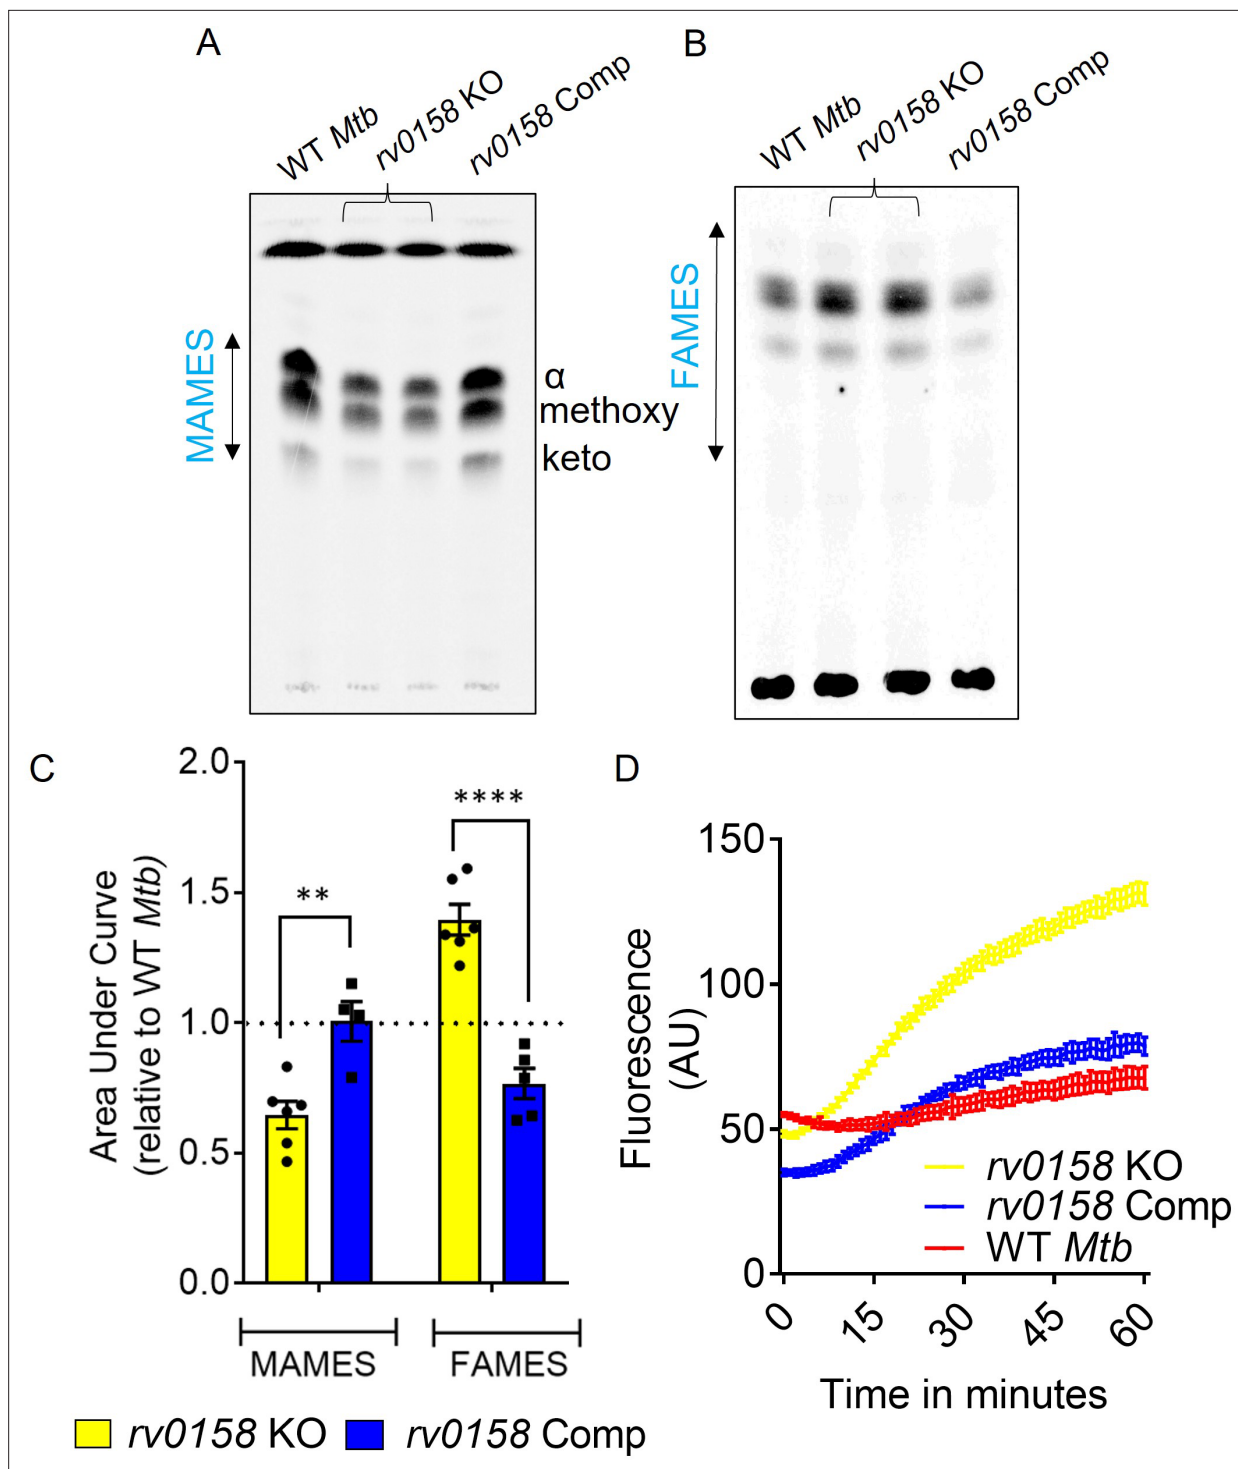 A
WT Mtb
rv0158 KO
rv0158 Comp
MAMES
α
methoxy
keto
B
WT Mtb
rv0158 KO
rv0158 Comp
FAMES
C
2.0
1.5
1.0
0.5
0.0
Area Under Curve
(relative to WT Mtb)
**
****
MAMES
FAMES
rv0158 KO
rv0158 Comp
D
150
100
50
0
Fluorescence
(AU)
rv0158 KO
rv0158 Comp
WT Mtb
0
15
30
45
60
Time in minutes